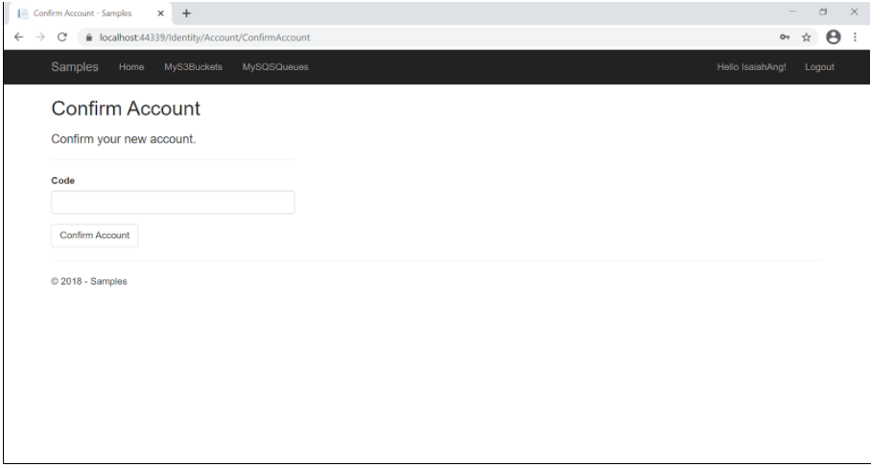 Confirm Account - Samples
localhost:44339/Identity/Account/ConfirmAccount
Samples Home MyS3Buckets MySQSQueues Hello IsaiahAng! Logout
Confirm Account
Confirm your new account.
Code
Confirm Account
© 2018 - Samples